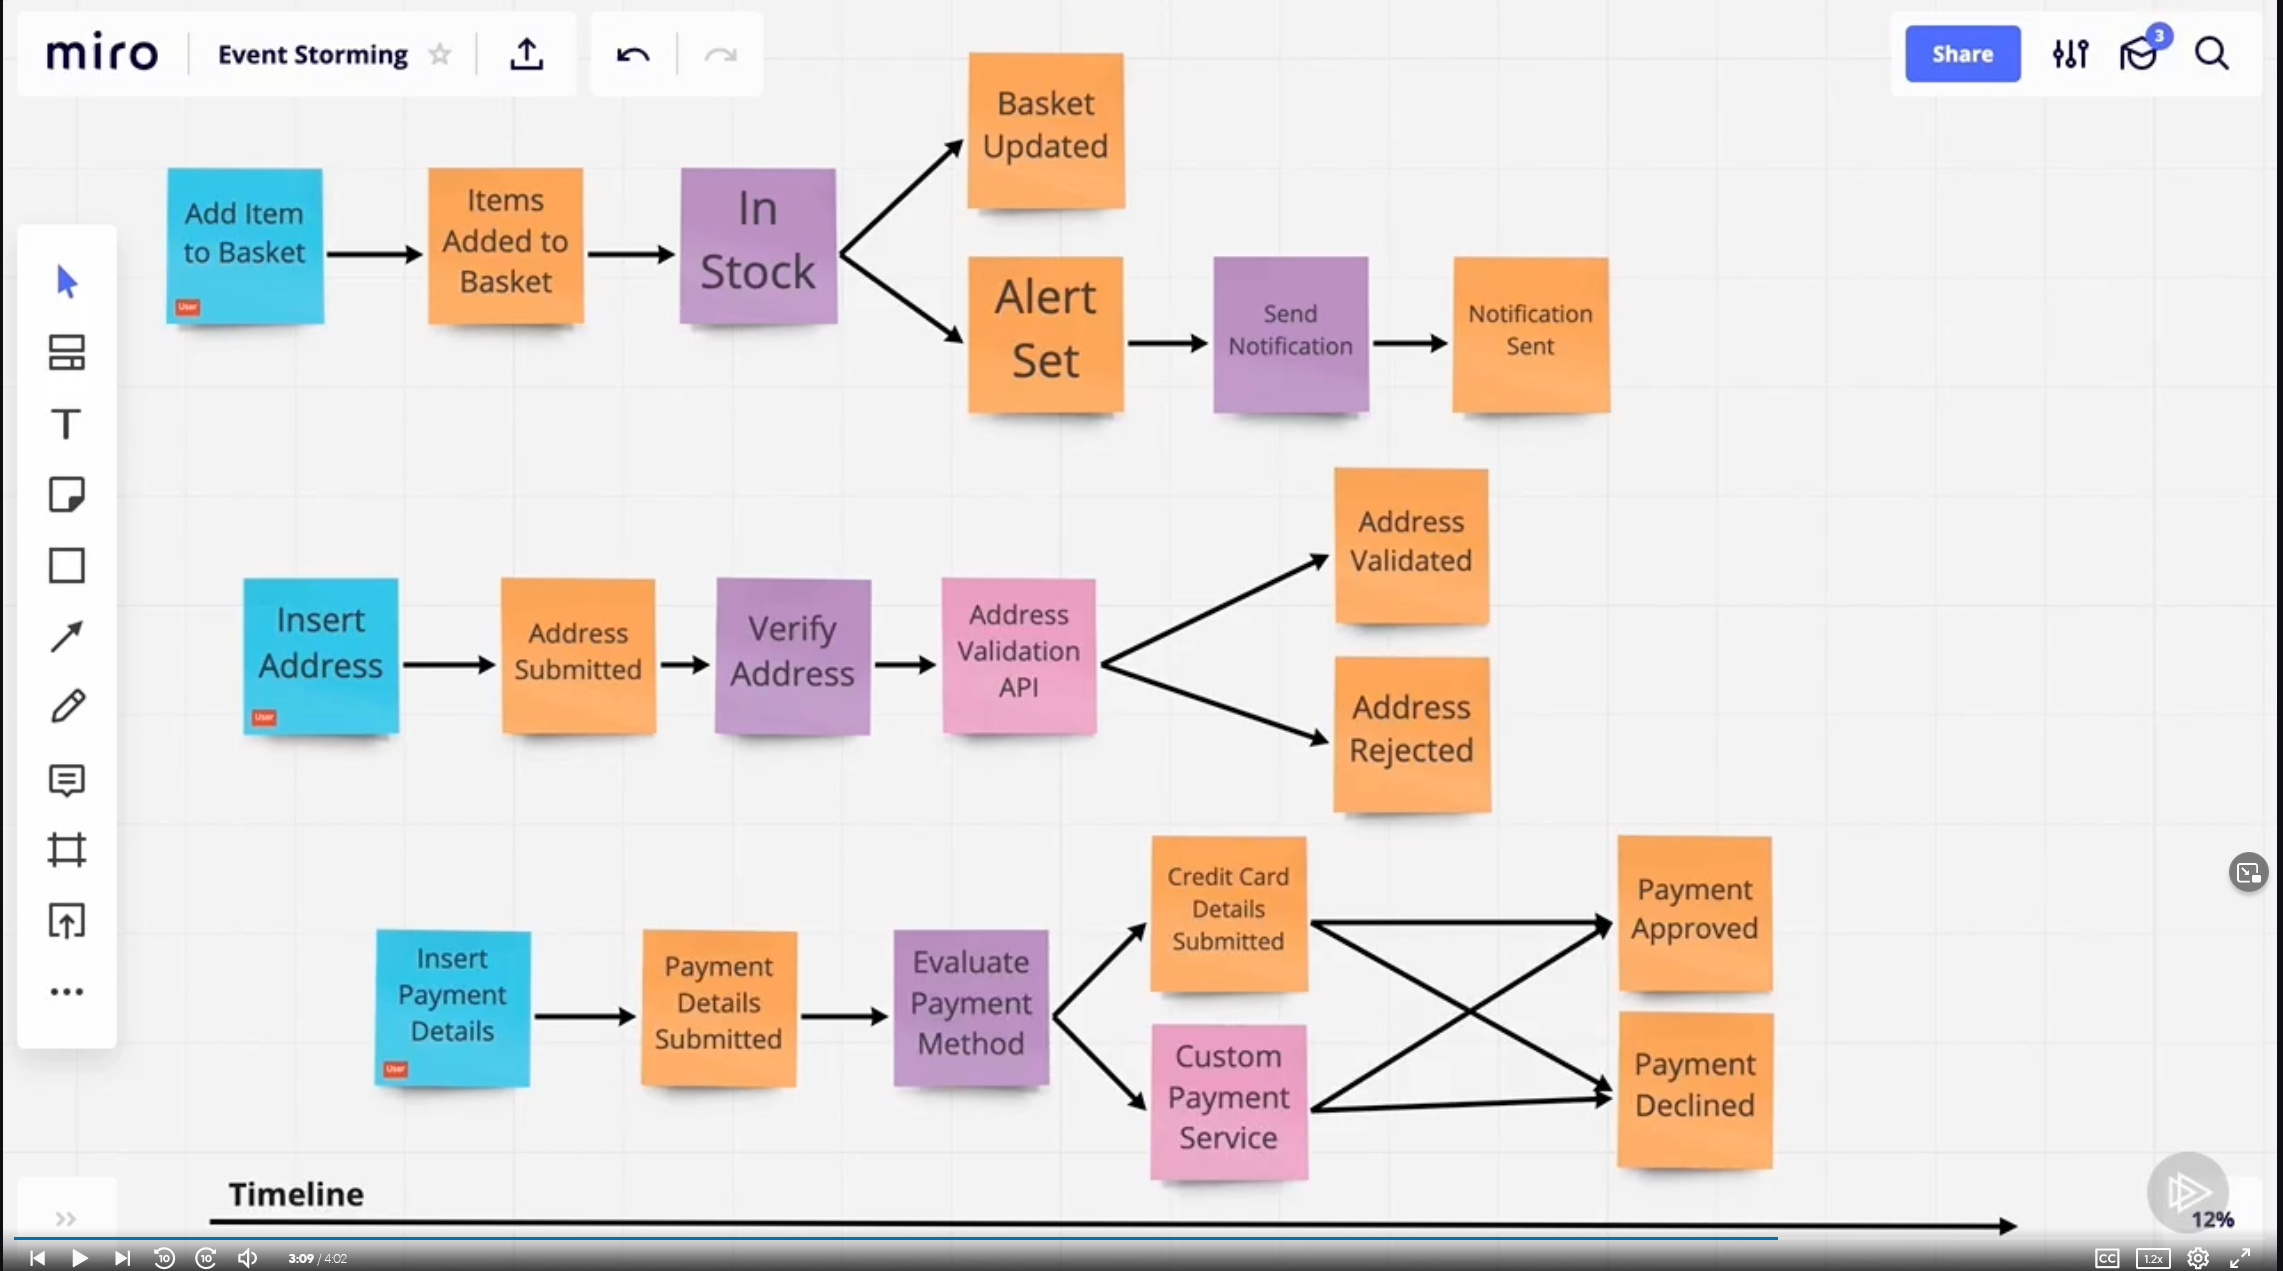 miro
Event Storming
Share
3
Basket
Updated
Add Item
to Basket
User
Items
Added to
Basket
In
Stock
Alert
Set
Send
Notification
Notification
Sent
Address
Validated
Insert
Address
User
Address
Submitted
Verify
Address
Address
Validation
API
Address
Rejected
Credit Card
Details
Submitted
Payment
Approved
Insert
Payment
Details
User
Payment
Details
Submitted
Evaluate
Payment
Method
Custom
Payment
Service
Payment
Declined
Timeline
12%
10
10
3:09 / 4:02
CC
1.2x